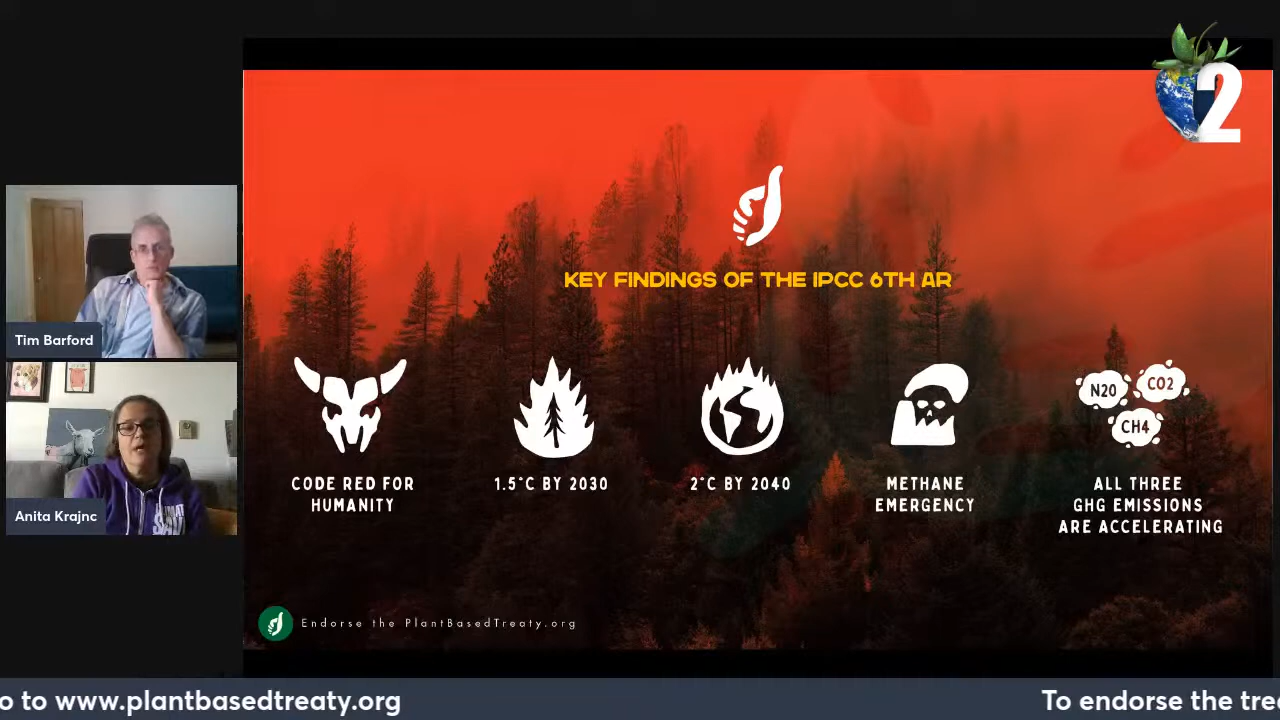 2
KEY FINDINGS OF THE IPCC 6TH AR
N2O
CO2
CH4
CODE RED FOR
HUMANITY
1.5°C BY 2030
2°C BY 2040
METHANE
EMERGENCY
ALL THREE
GHG EMISSIONS
ARE ACCELERATING
Tim Barford
Anita Krajnc
Endorse the PlantBasedTreaty.org
o to www.plantbasedtreaty.org
To endorse the trea